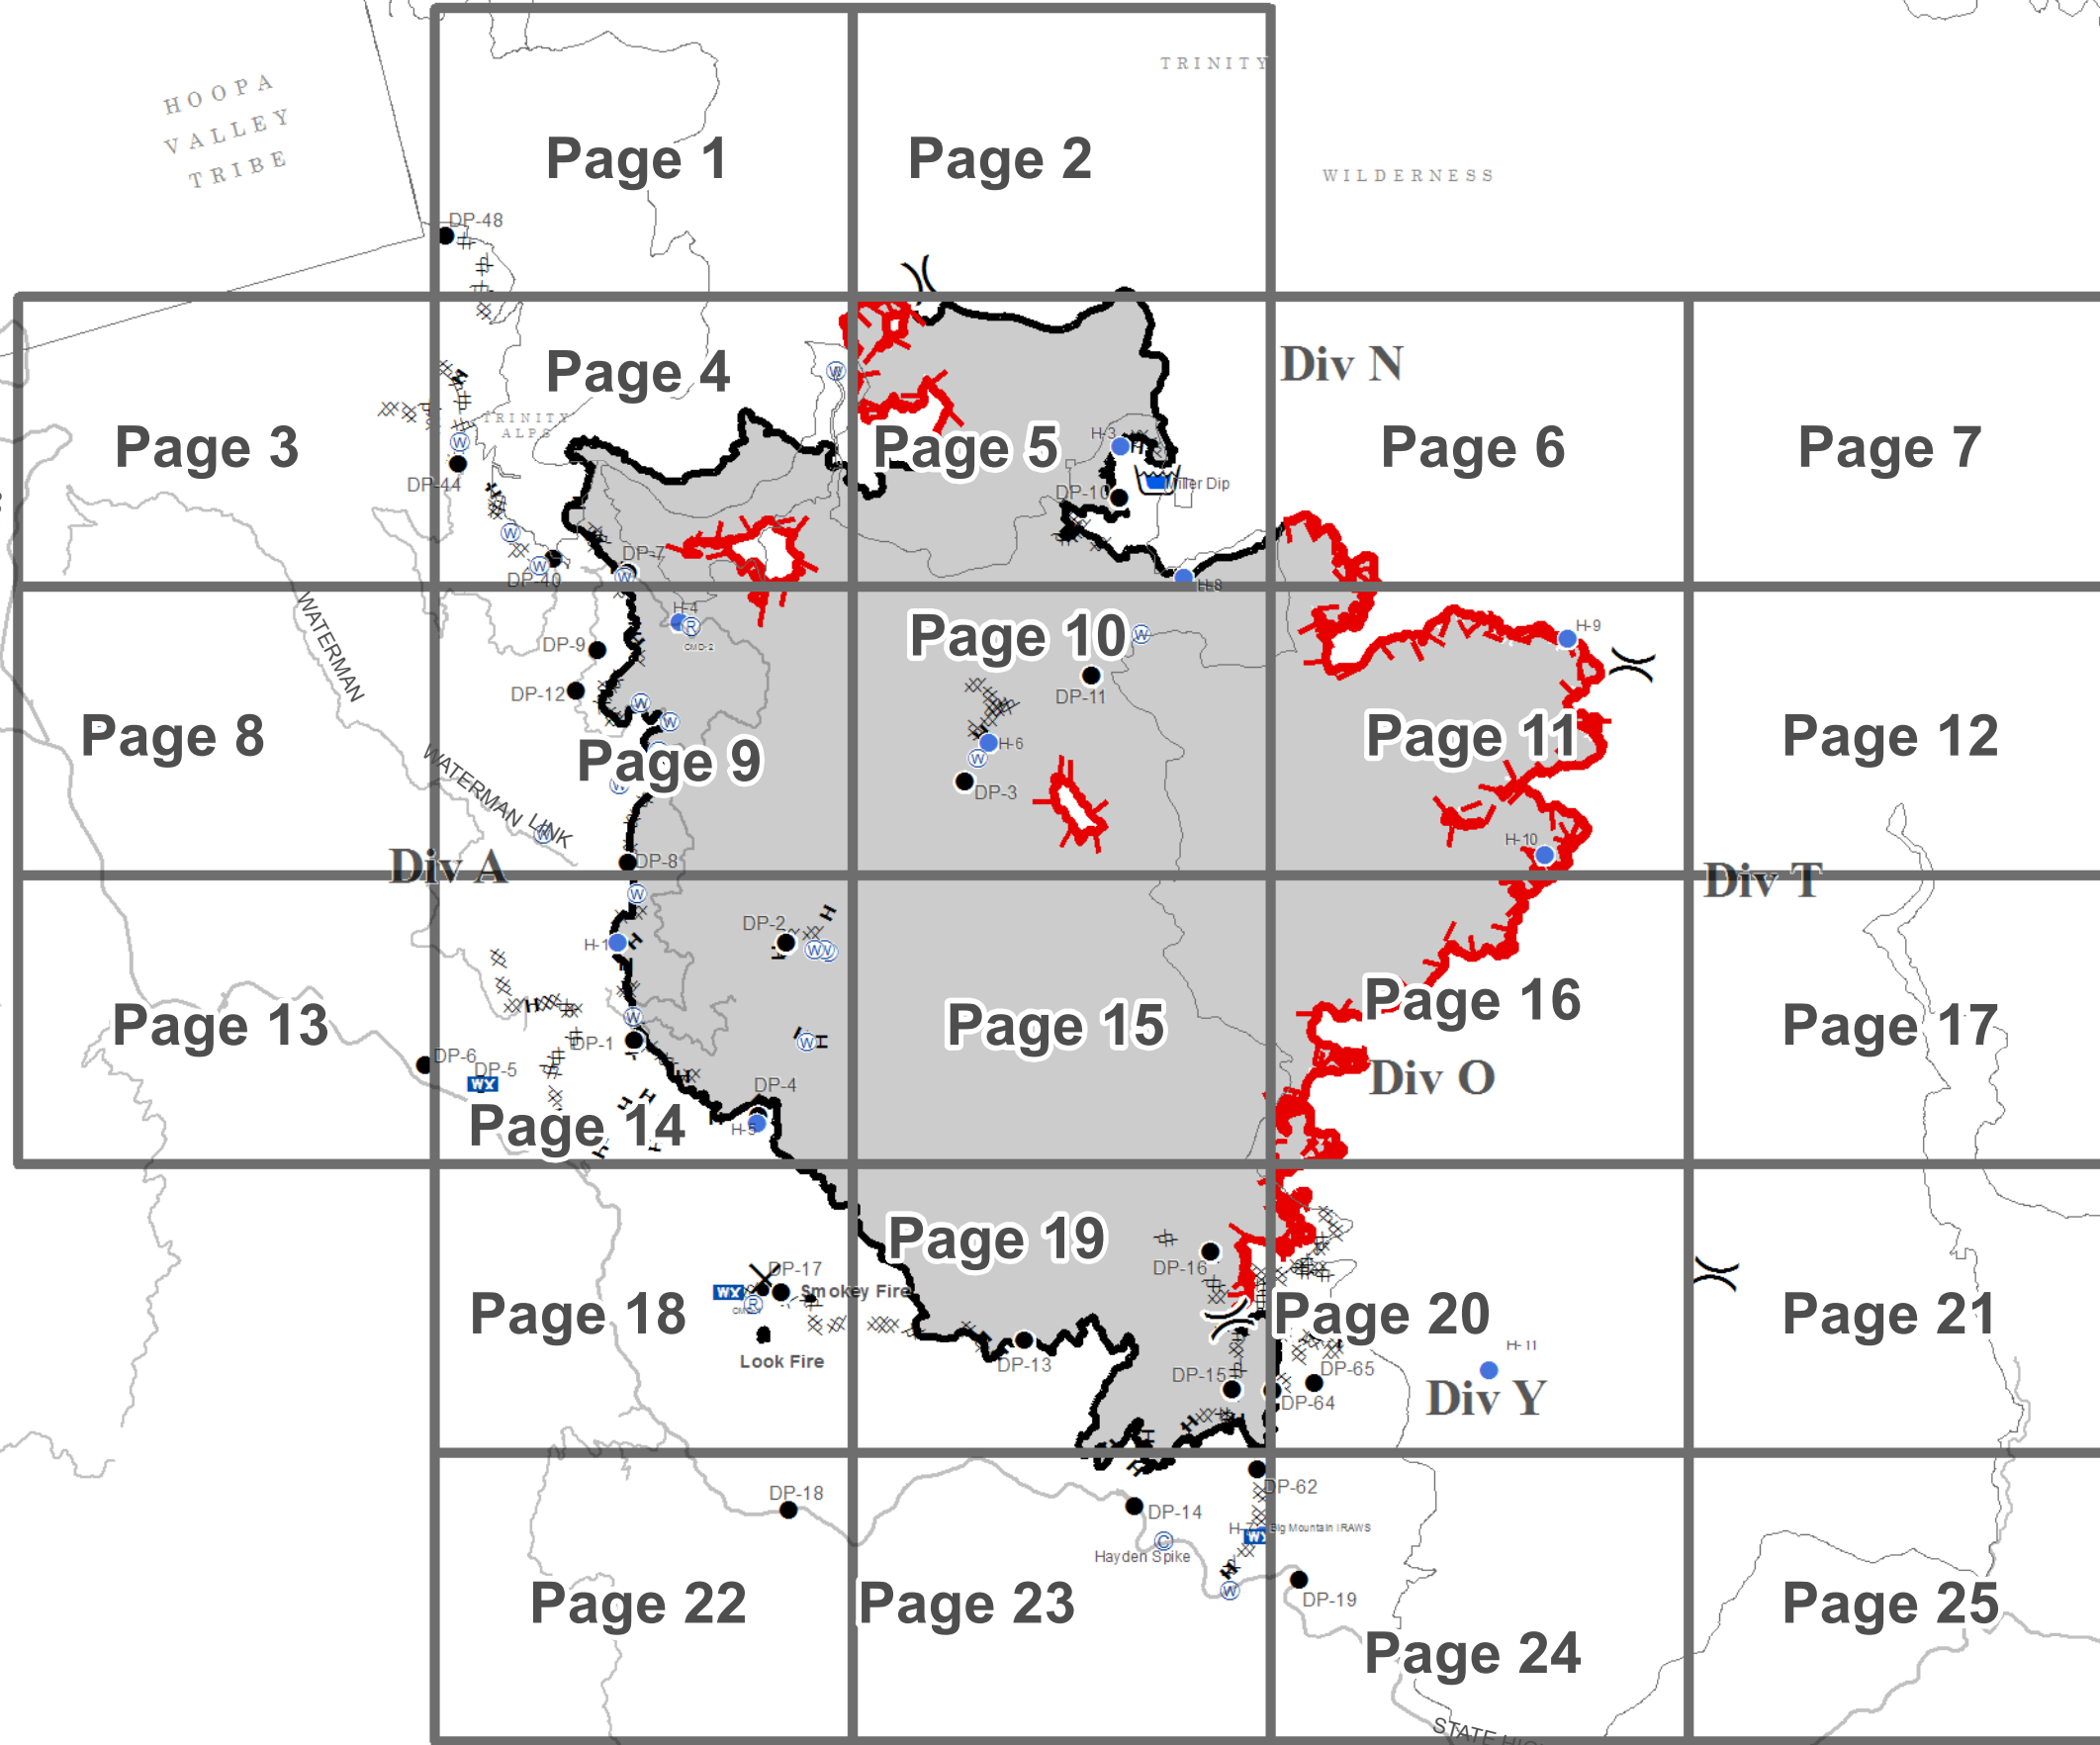 TRINITY
HOOPA
VALLEY
TRIBE
Page 1
Page 2
WILDERNESS
DP-48
Div N
Page 4
TRINITY
ALPS
Page 3
Page 5
H-3
Page 6
Page 7
DP-44
DP-10
Miller Dip
DP-7
DP-40
H-8
WATERMAN
H-4
R
CMD-2
Page 10
W
H-9
DP-9
DP-12
DP-11
Page 8
Page 9
H-6
Page 11
Page 12
DP-3
WATERMAN LINK
H-10
Div A
DP-8
Div T
DP-2
H-1
Page 13
Page 15
Page 16
Page 17
DP-1
DP-6
DP-5
WX
Div O
DP-4
Page 14
H-5
Page 19
DP-16
DP-17
WX
Smokey Fire
R
Page 18
Page 20
Page 21
Look Fire
DP-13
H-11
DP-15
DP-65
DP-64
Div Y
DP-18
DP-62
DP-14
H-7
WX
Big Mountain IRAWS
C
Hayden Spike
W
DP-19
Page 22
Page 23
Page 24
Page 25
STATE HIG